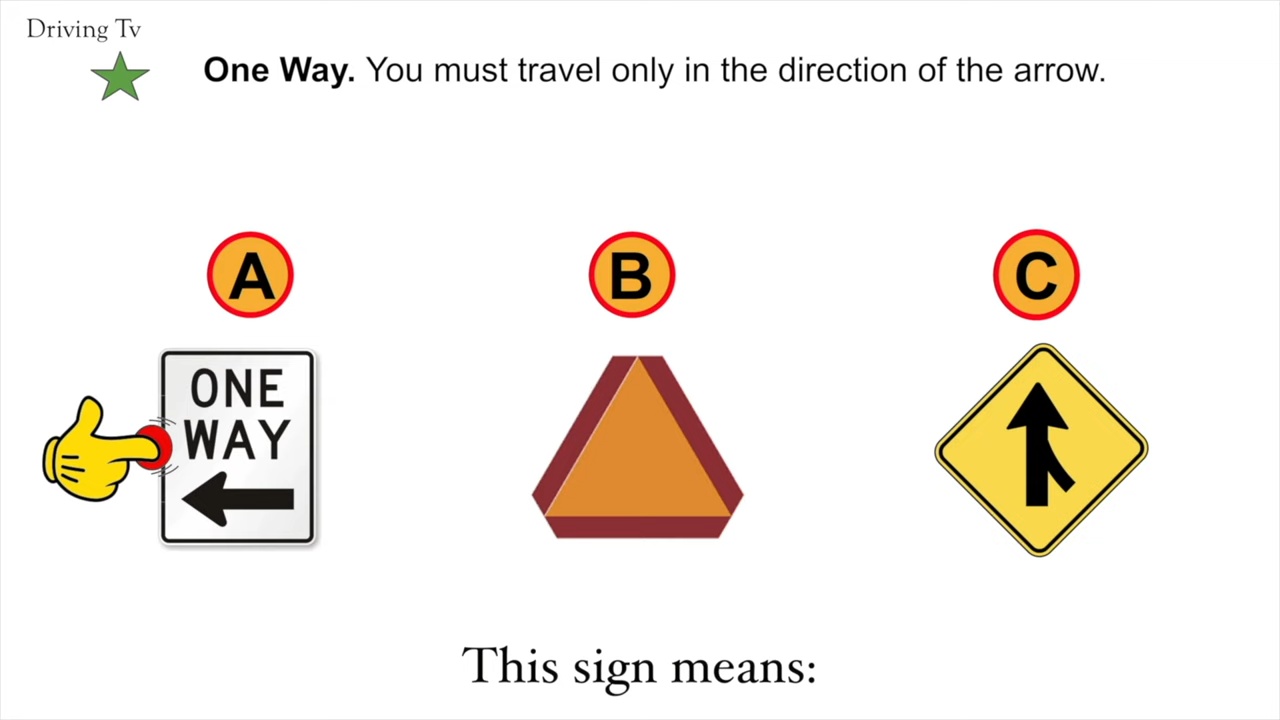 Driving Tv
One Way. You must travel only in the direction of the arrow.
A
B
C
ONE
WAY
This sign means: